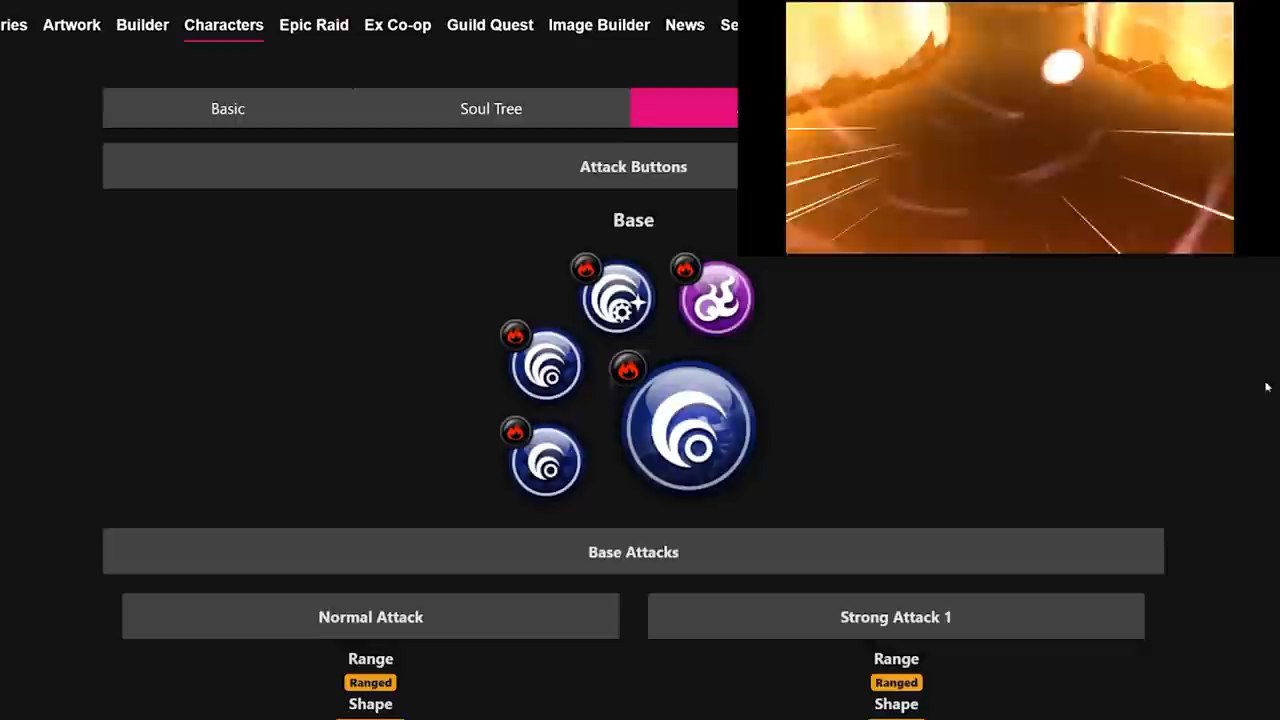 ries Artwork Builder Characters Epic Raid Ex Co-op Guild Quest Image Builder News Se
Basic Soul Tree
Attack Buttons
Base
Base Attacks
Normal Attack Strong Attack 1
Range Range
Ranged Ranged
Shape Shape